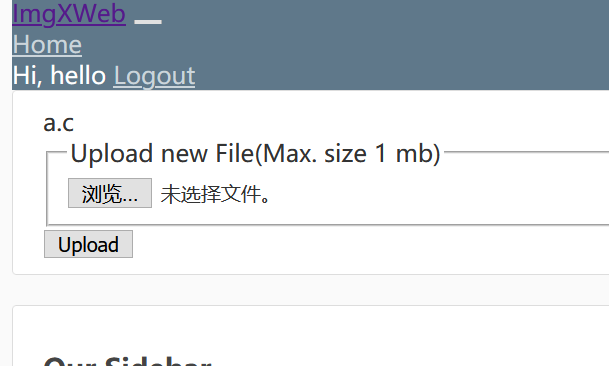 ImgXWeb
Home
Hi, hello Logout
a.c
Upload new File(Max. size 1 mb)
浏览... 未选择文件。
Upload
Our Sidebar